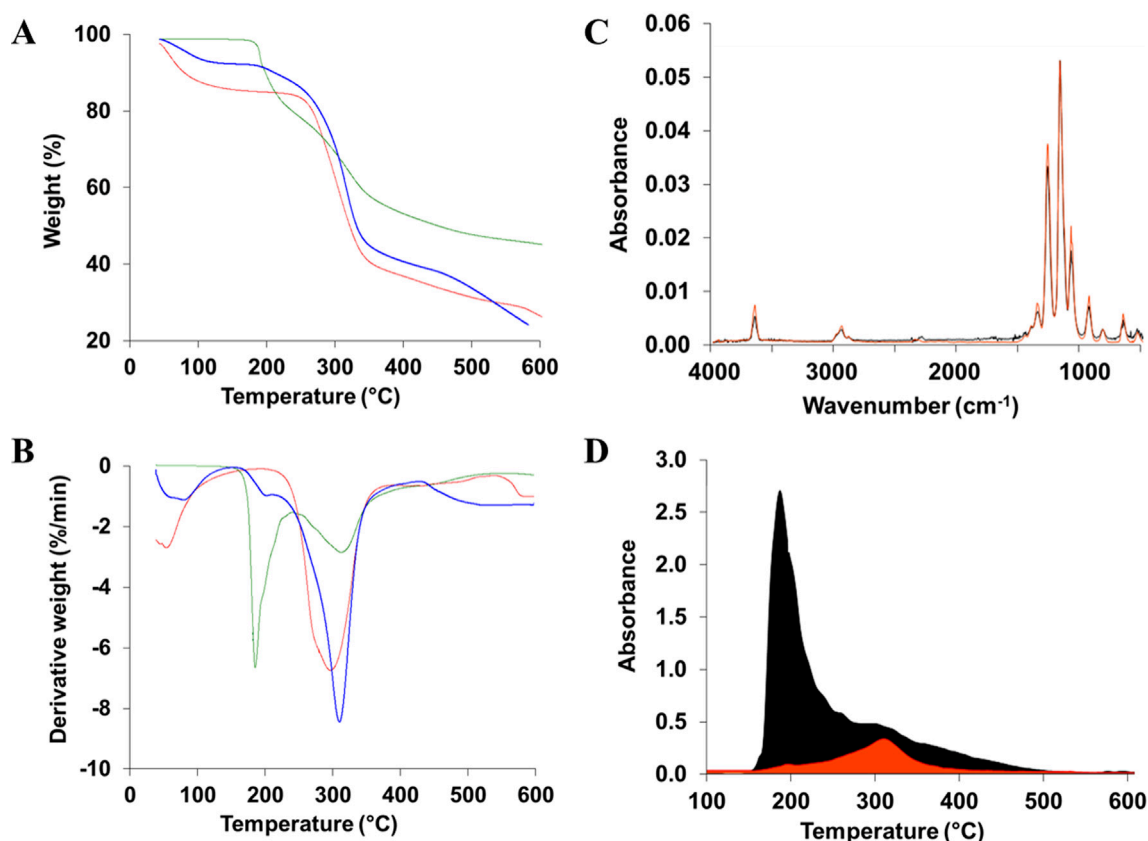 A
100
80
60
40
20
Weight (%)
0 100 200 300 400 500 600
Temperature (°C)
C
0.06
0.05
0.04
0.03
0.02
0.01
0.00
Absorbance
4000 3000 2000 1000
Wavenumber (cm-1)
B
0
-2
-4
-6
-8
-10
Derivative weight (%/min)
0 100 200 300 400 500 600
Temperature (°C)
D
3.0
2.5
2.0
1.5
1.0
0.5
0.0
Absorbance
100 200 300 400 500 600
Temperature (°C)